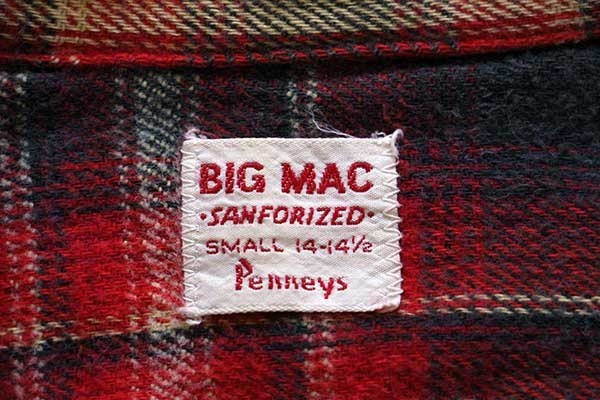 BIG MAC
·SANFORIZED·
SMALL 14-14½
Penneys